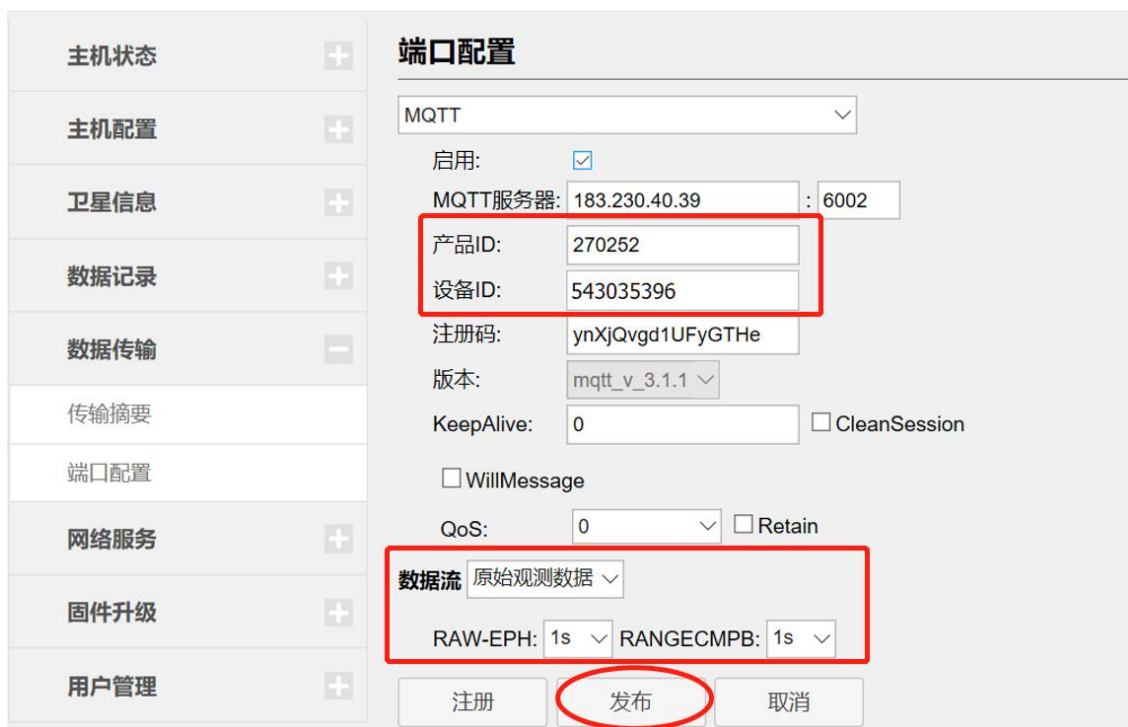 主机状态
主机配置
卫星信息
数据记录
数据传输
传输摘要
端口配置
网络服务
固件升级
用户管理
端口配置
MQTT
启用:
MQTT服务器: 183.230.40.39 : 6002
产品ID: 270252
设备ID: 543035396
注册码: ynXjQvgd1UFyGTHe
版本: mqtt_v_3.1.1
KeepAlive: 0 CleanSession
WillMessage
QoS: 0 Retain
数据流 原始观测数据
RAW-EPH: 1s RANGECMPB: 1s
注册 发布 取消